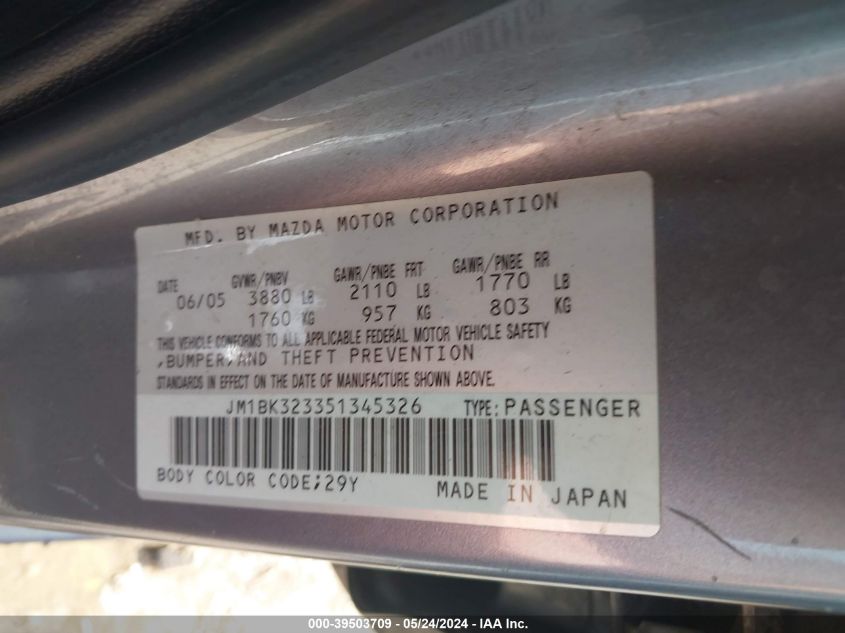 MFD. BY MAZDA MOTOR CORPORATION
DATE GVWR/PNBV GAWR/PNBE FRT GAWR/PNBE RR
06/05 3880 LB 2110 LB 1770 LB
1760 KG 957 KG 803 KG
THIS VEHICLE CONFORMS TO ALL APPLICABLE FEDERAL MOTOR VEHICLE SAFETY
,BUMPER,AND THEFT PREVENTION
STANDARDS IN EFFECT ON THE DATE OF MANUFACTURE SHOWN ABOVE.
JM1BK323351345326 TYPE: PASSENGER
BODY COLOR CODE;29Y MADE IN JAPAN
000-39503709 - 05/24/2024 - IAA Inc.